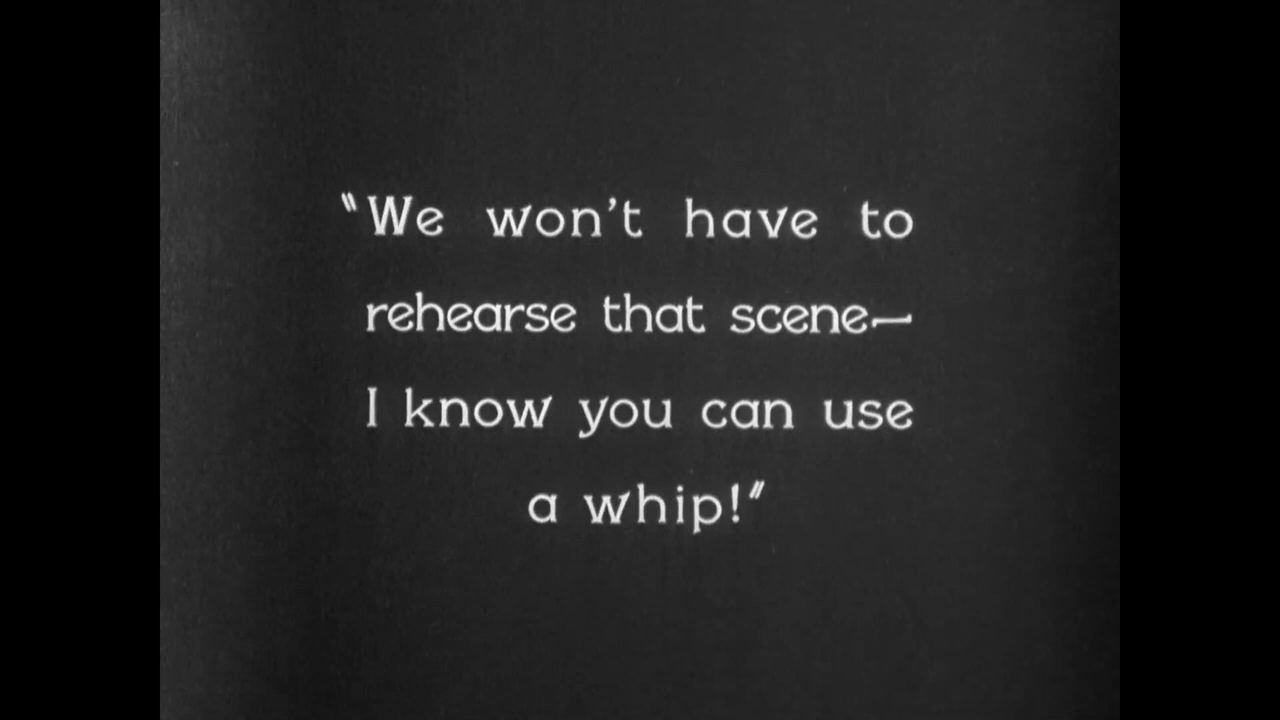 "We won't have to
rehearse that scene—
I know you can use
a whip!"